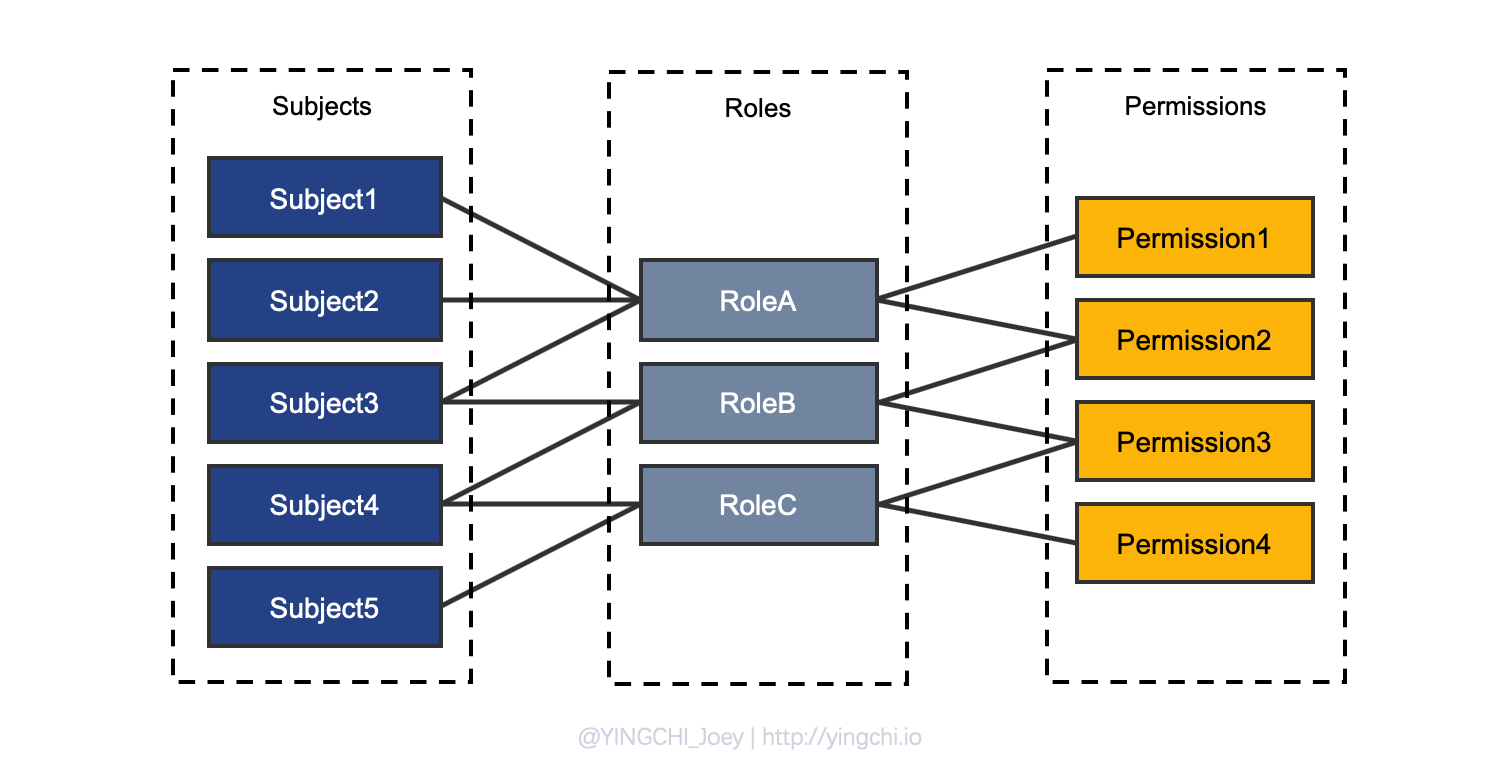 Subjects
Subject1
Subject2
Subject3
Subject4
Subject5
Roles
RoleA
RoleB
RoleC
Permissions
Permission1
Permission2
Permission3
Permission4
@YINGCHI_Joey | http://yingchi.io